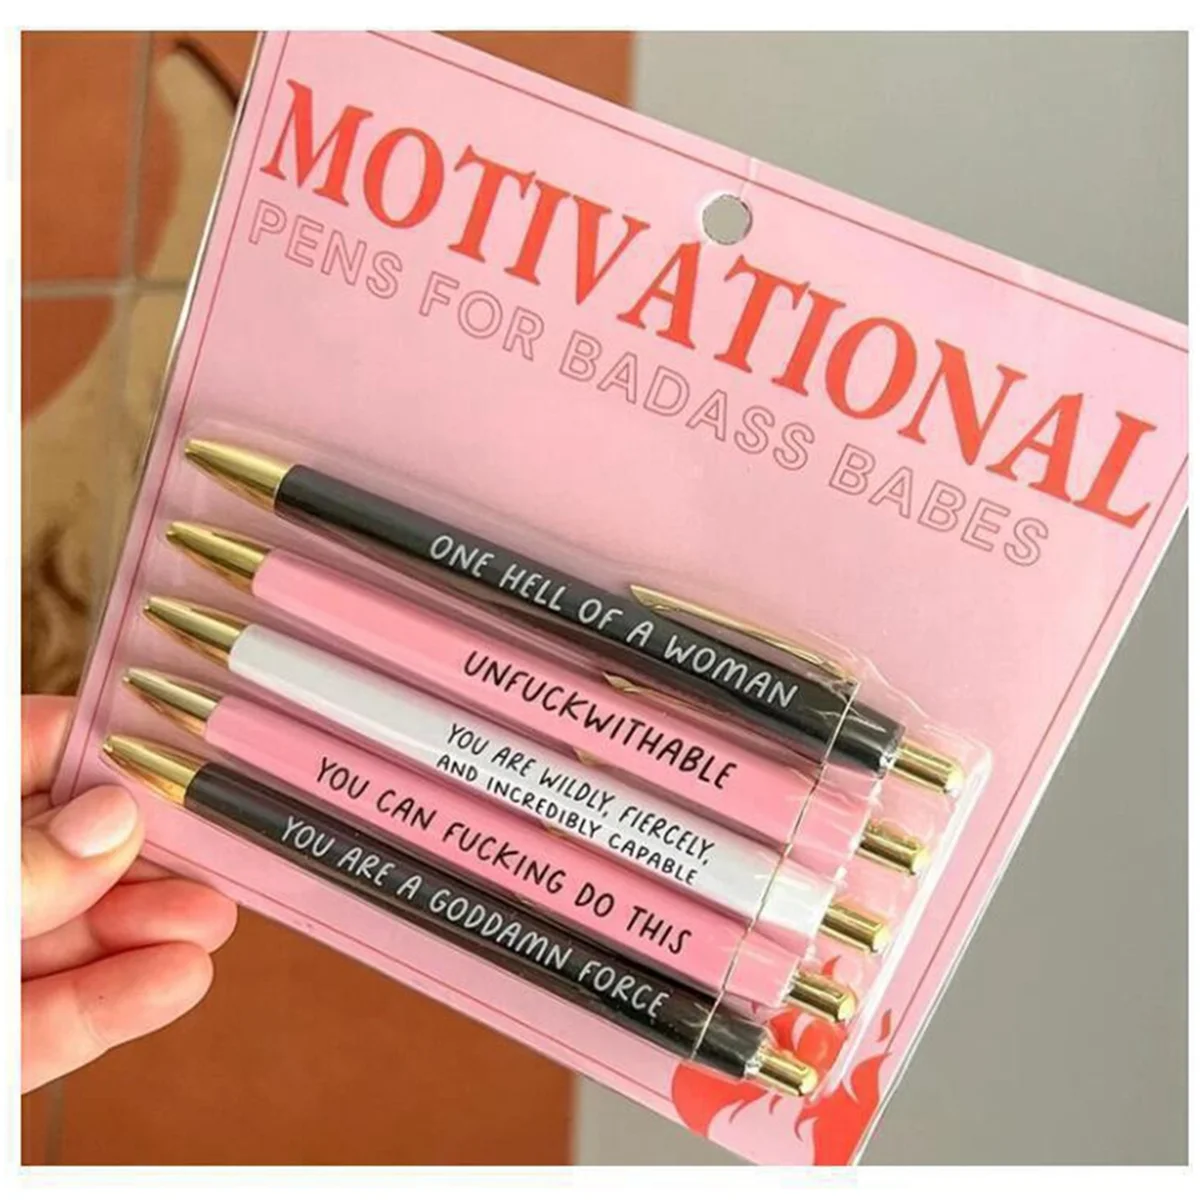 MOTIVATIONAL
PENS FOR BADASS BABES
ONE HELL OF A WOMAN
UNFUCKWITHABLE
YOU ARE WILDLY, FIERCELY,
AND INCREDIBLY CAPABLE
YOU CAN FUCKING DO THIS
YOU ARE A GODDAMN FORCE